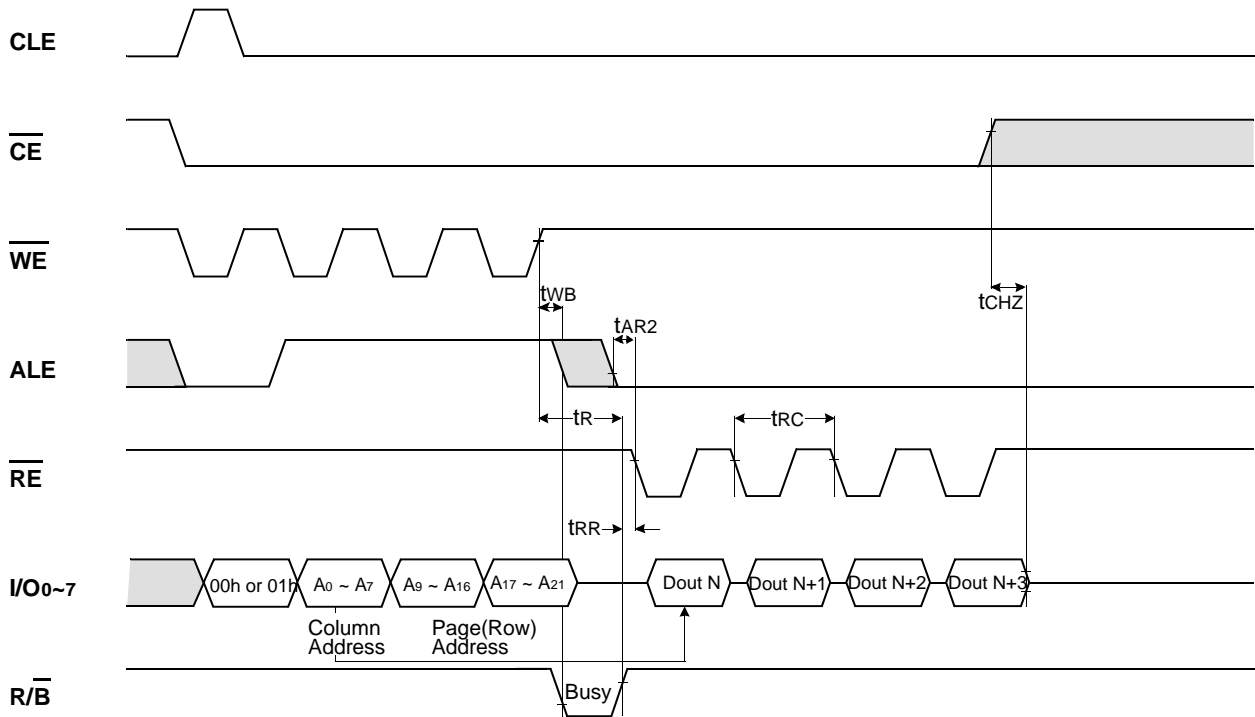 CLE
CE
WE
tWB
tCHZ
tAR2
ALE
tR
tRC
RE
tRR
I/O0~7
00h or 01h
A0 ~ A7
A9 ~ A16
A17 ~ A21
Dout N
Dout N+1
Dout N+2
Dout N+3
Column
Address
Page(Row)
Address
R/B
Busy